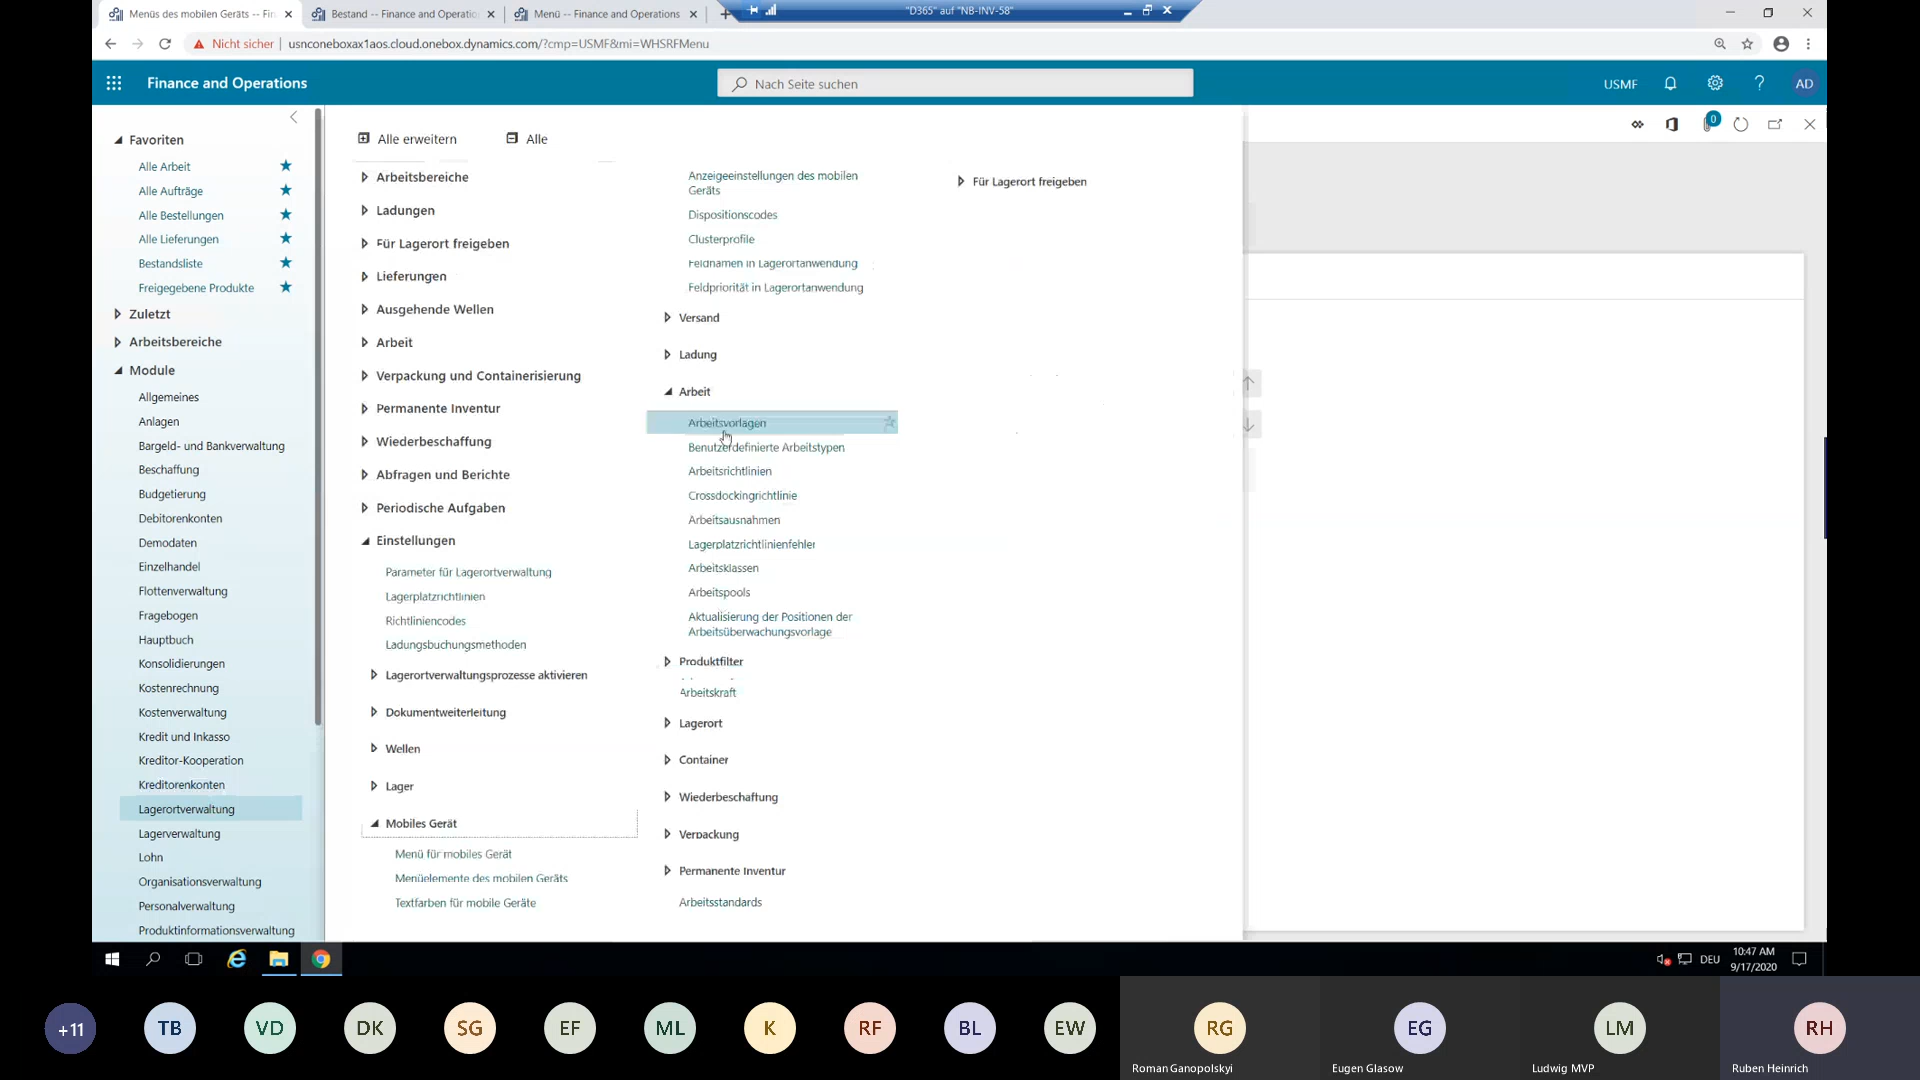 Menüs des mobilen Geräts -- Fin
Bestand -- Finance and Operatio
Menü -- Finance and Operations
"D365" auf "NB-INV-58"
Nicht sicher
usnconeboxax1aos.cloud.onebox.dynamics.com/?cmp=USMF&mi=WHSRFMenu
Finance and Operations
Nach Seite suchen
USMF
AD
0
Favoriten
Alle Arbeit
Alle Aufträge
Alle Bestellungen
Alle Lieferungen
Bestandsliste
Freigegebene Produkte
Zuletzt
Arbeitsbereiche
Module
Allgemeines
Anlagen
Bargeld- und Bankverwaltung
Beschaffung
Budgetierung
Debitorenkonten
Demodaten
Einzelhandel
Flottenverwaltung
Fragebogen
Hauptbuch
Konsolidierungen
Kostenrechnung
Kostenverwaltung
Kredit und Inkasso
Kreditor-Kooperation
Kreditorenkonten
Lagerortverwaltung
Lagerverwaltung
Lohn
Organisationsverwaltung
Personalverwaltung
Produktinformationsverwaltung
Alle erweitern
Alle
Arbeitsbereiche
Ladungen
Für Lagerort freigeben
Lieferungen
Ausgehende Wellen
Arbeit
Verpackung und Containerisierung
Permanente Inventur
Wiederbeschaffung
Abfragen und Berichte
Periodische Aufgaben
Einstellungen
Parameter für Lagerortverwaltung
Lagerplatzrichtlinien
Richtliniencodes
Ladungsbuchungsmethoden
Lagerortverwaltungsprozesse aktivieren
Dokumentweiterleitung
Wellen
Lager
Mobiles Gerät
Menü für mobiles Gerät
Menüelemente des mobilen Geräts
Textfarben für mobile Geräte
Anzeigeeinstellungen des mobilen
Geräts
Dispositionscodes
Clusterprofile
Feldnamen in Lagerortanwendung
Feldpriorität in Lagerortanwendung
Versand
Ladung
Arbeit
Arbeitsvorlagen
Benutzerdefinierte Arbeitstypen
Arbeitsrichtlinien
Crossdockingrichtlinie
Arbeitsausnahmen
Lagerplatzrichtlinienfehler
Arbeitsklassen
Arbeitspools
Aktualisierung der Positionen der
Arbeitsüberwachungsvorlage
Produktfilter
Arbeitskraft
Lagerort
Container
Wiederbeschaffung
Verpackung
Permanente Inventur
Arbeitsstandards
Für Lagerort freigeben
DEU
10:47 AM
9/17/2020
+11
TB
VD
DK
SG
EF
ML
K
RF
BL
EW
RG
Roman Ganopolskyi
EG
Eugen Glasow
LM
Ludwig MVP
RH
Ruben Heinrich